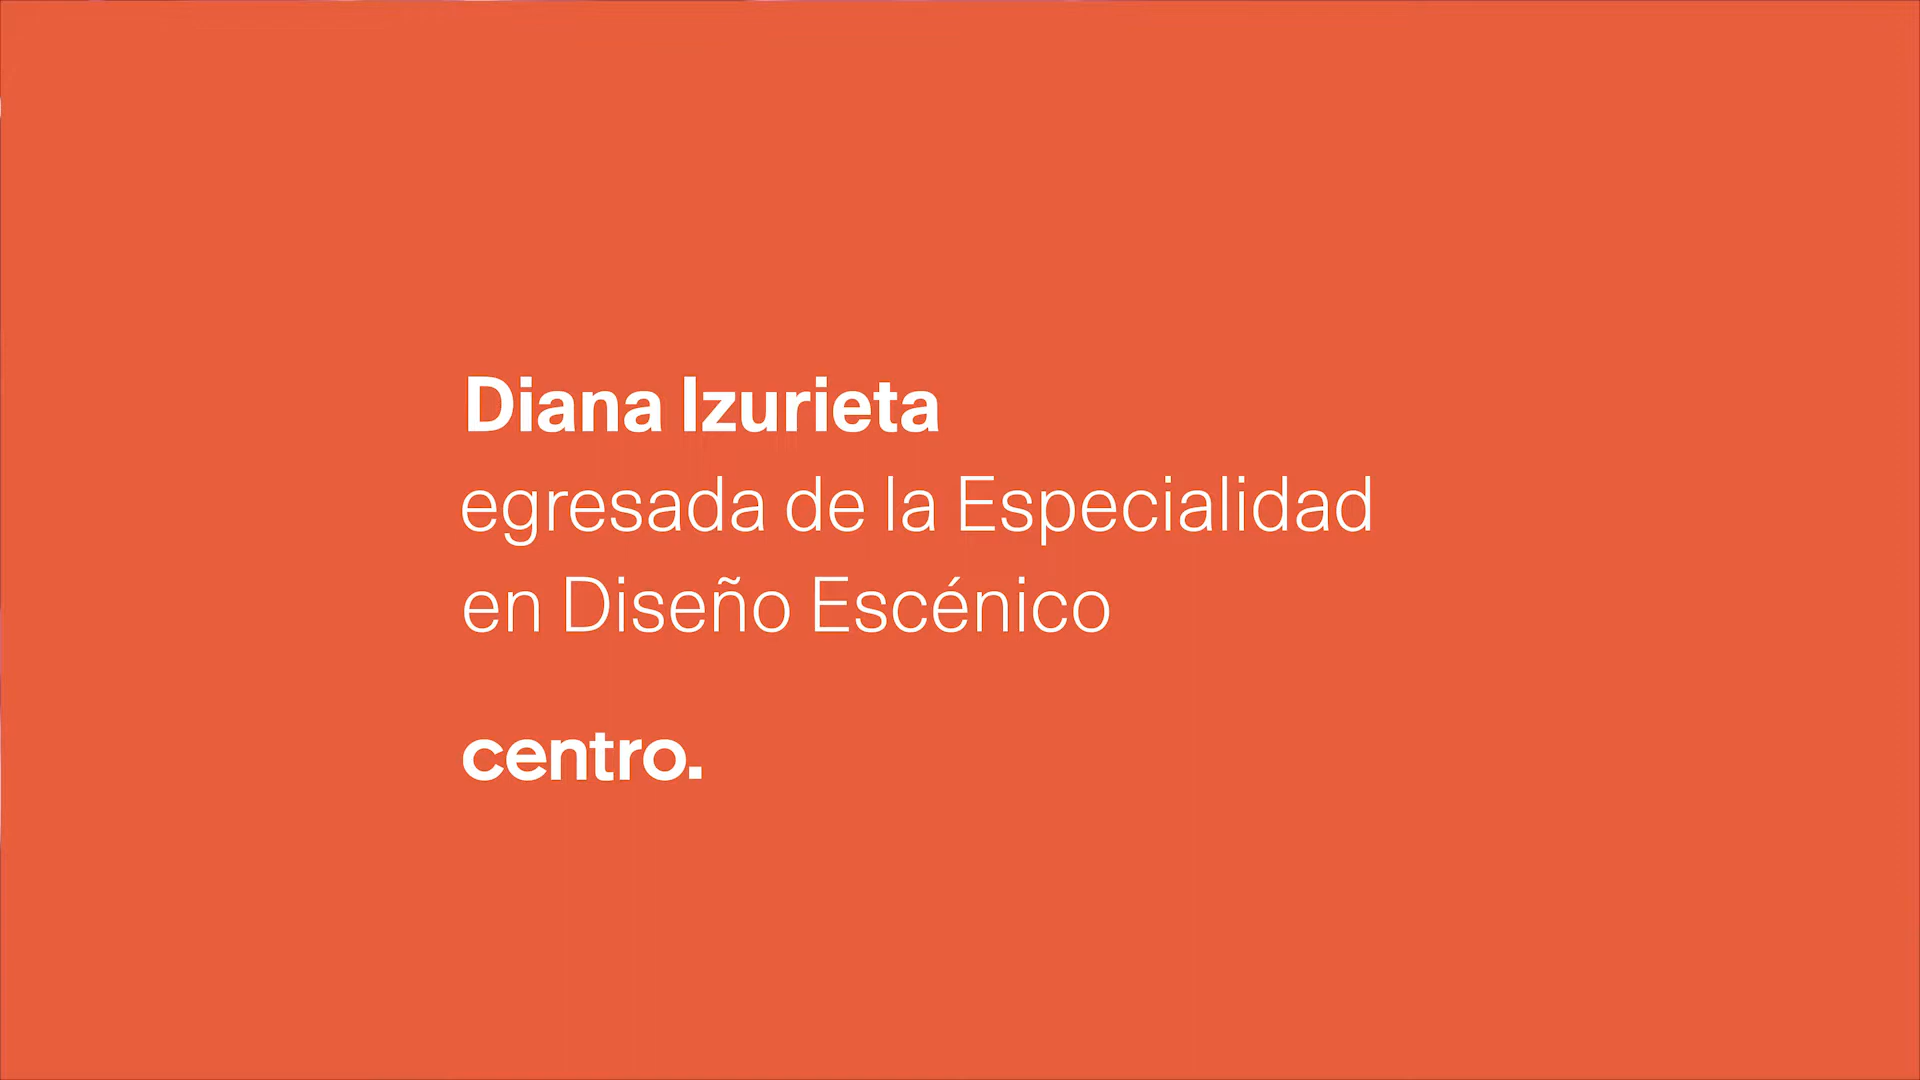 Diana Izurieta
egresada de la Especialidad
en Diseño Escénico
centro.